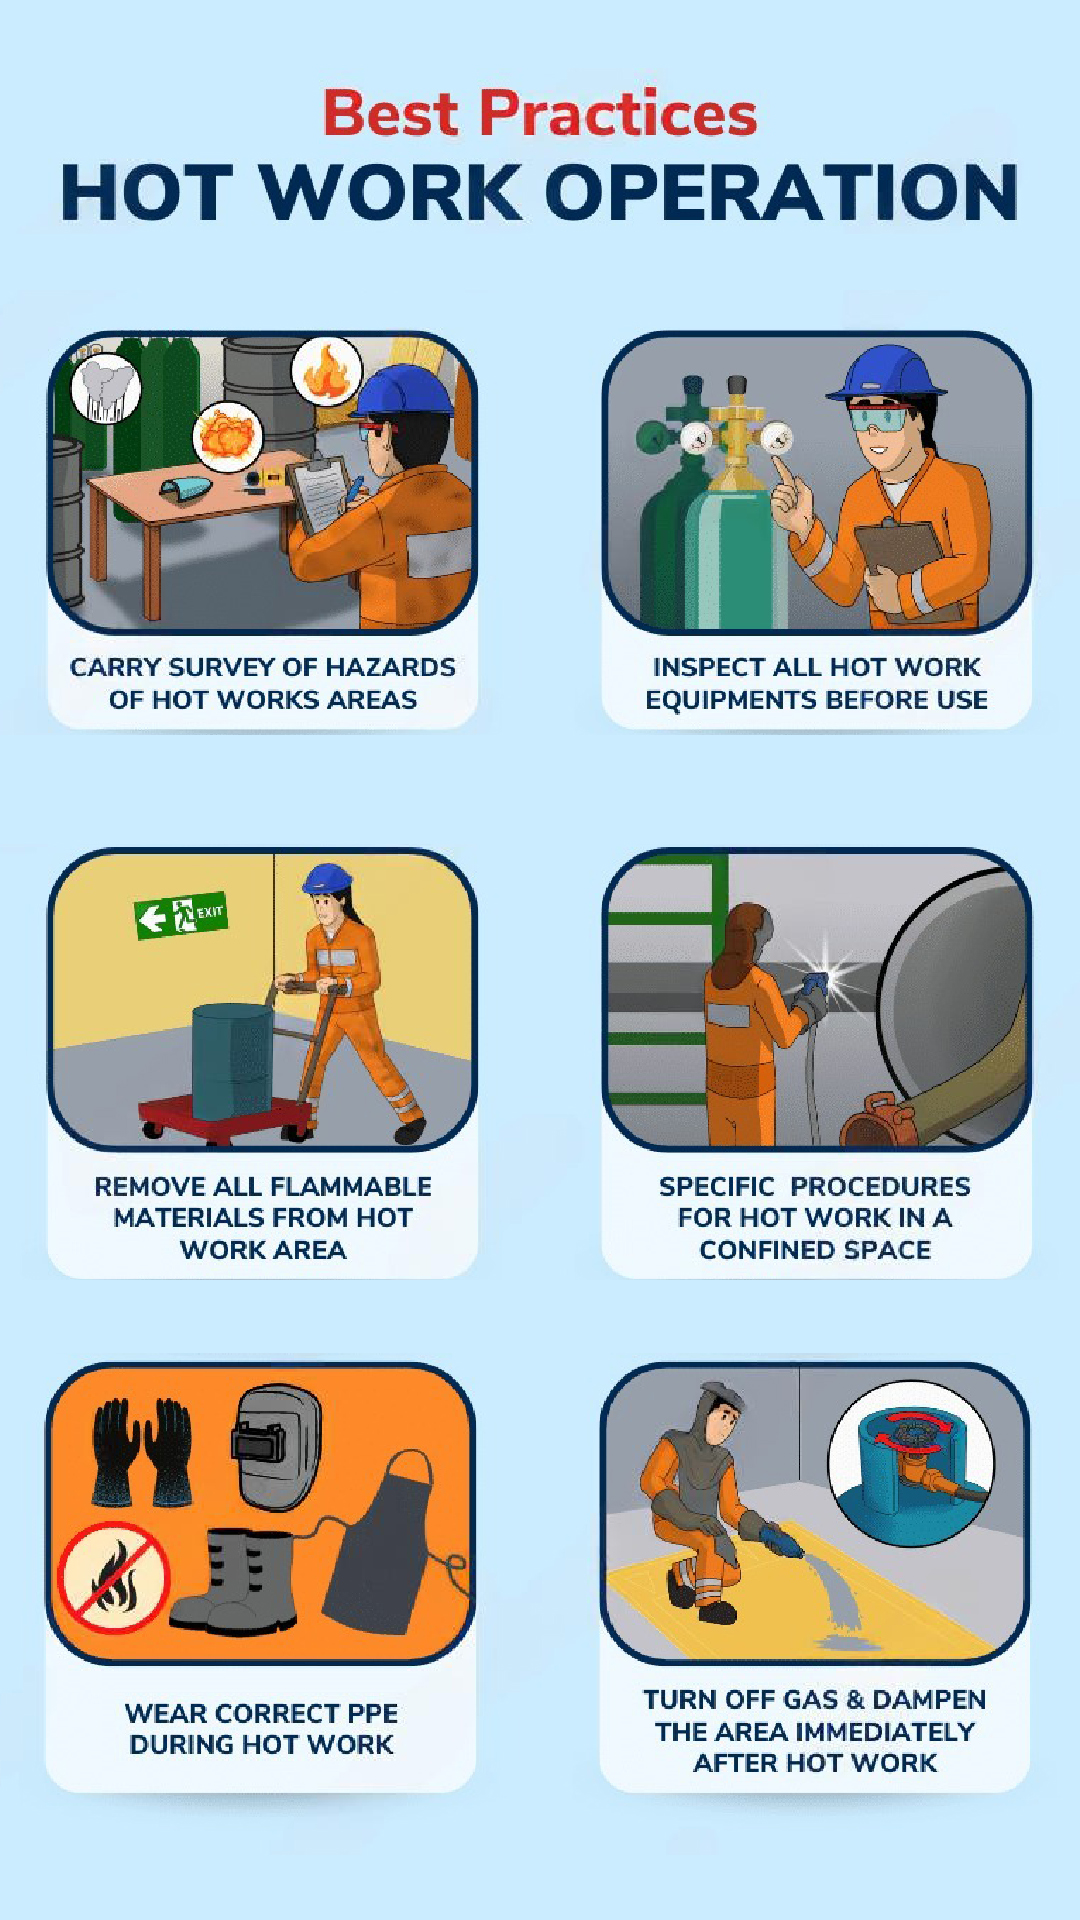 Best Practices
HOT WORK OPERATION
CARRY SURVEY OF HAZARDS
OF HOT WORKS AREAS
INSPECT ALL HOT WORK
EQUIPMENTS BEFORE USE
EXIT
REMOVE ALL FLAMMABLE
MATERIALS FROM HOT
WORK AREA
SPECIFIC PROCEDURES
FOR HOT WORK IN A
CONFINED SPACE
WEAR CORRECT PPE
DURING HOT WORK
TURN OFF GAS & DAMPEN
THE AREA IMMEDIATELY
AFTER HOT WORK